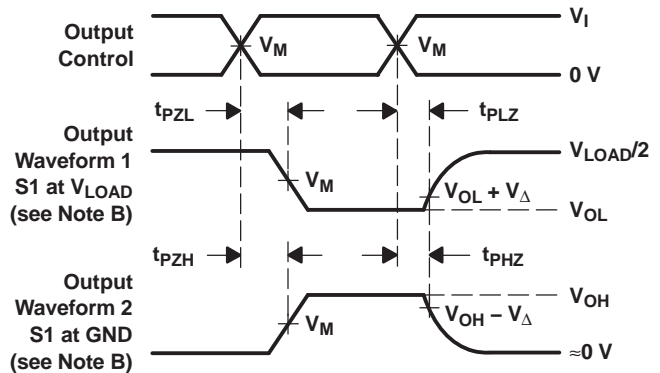 Output
Control
V_I
V_M
V_M
0 V
t_PZL
t_PLZ
Output
Waveform 1
S1 at V_LOAD
(see Note B)
V_LOAD/2
V_M
V_OL + V_Δ
V_OL
t_PZH
t_PHZ
Output
Waveform 2
S1 at GND
(see Note B)
V_OH
V_M
V_OH − V_Δ
≈0 V